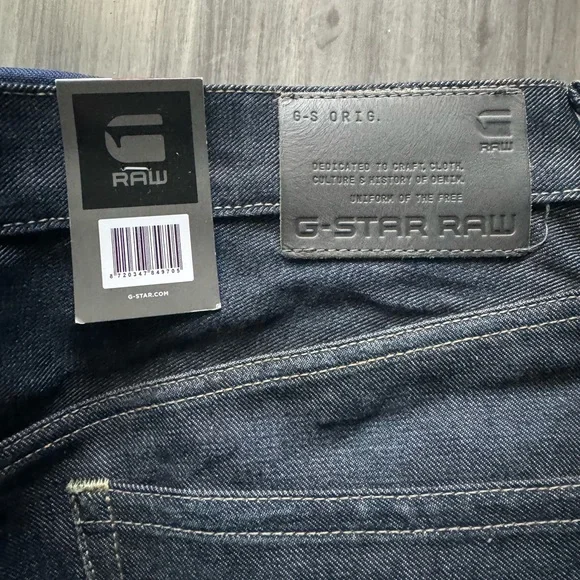 RAW
8720347649705
G-STAR.COM
G-S ORIG.
RAW
DEDICATED TO CRAFT, CLOTH,
CULTURE & HISTORY OF DENIM.
UNIFORM OF THE FREE
G-STAR RAW